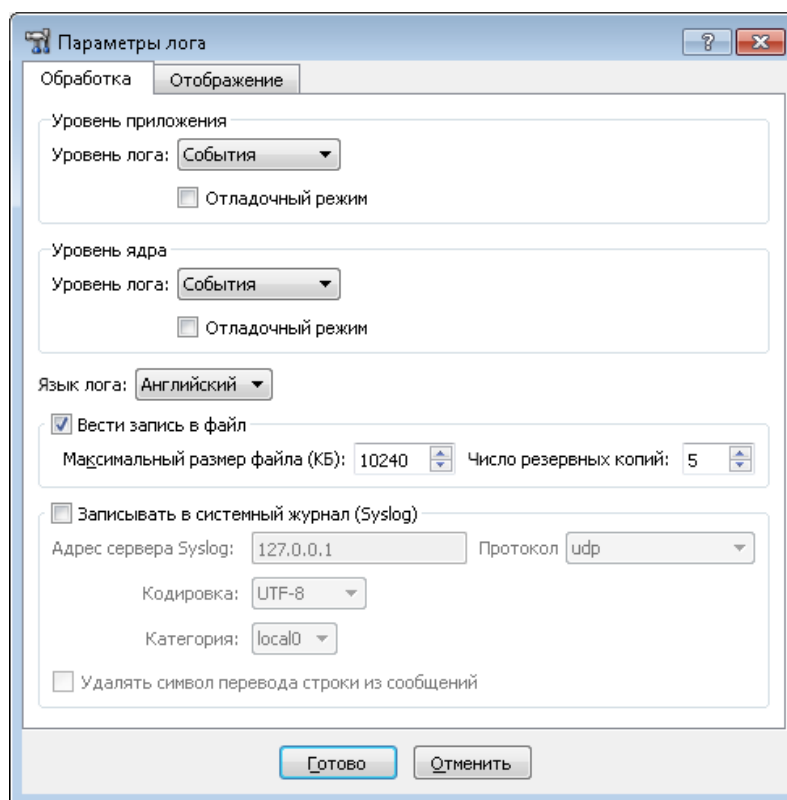 Параметры лога
Обработка Отображение
Уровень приложения
Уровень лога: События
Отладочный режим
Уровень ядра
Уровень лога: События
Отладочный режим
Язык лога: Английский
Вести запись в файл
Максимальный размер файла (КБ): 10240 Число резервных копий: 5
Записывать в системный журнал (Syslog)
Адрес сервера Syslog: 127.0.0.1 Протокол udp
Кодировка: UTF-8
Категория: local0
Удалять символ перевода строки из сообщений
Готово Отменить